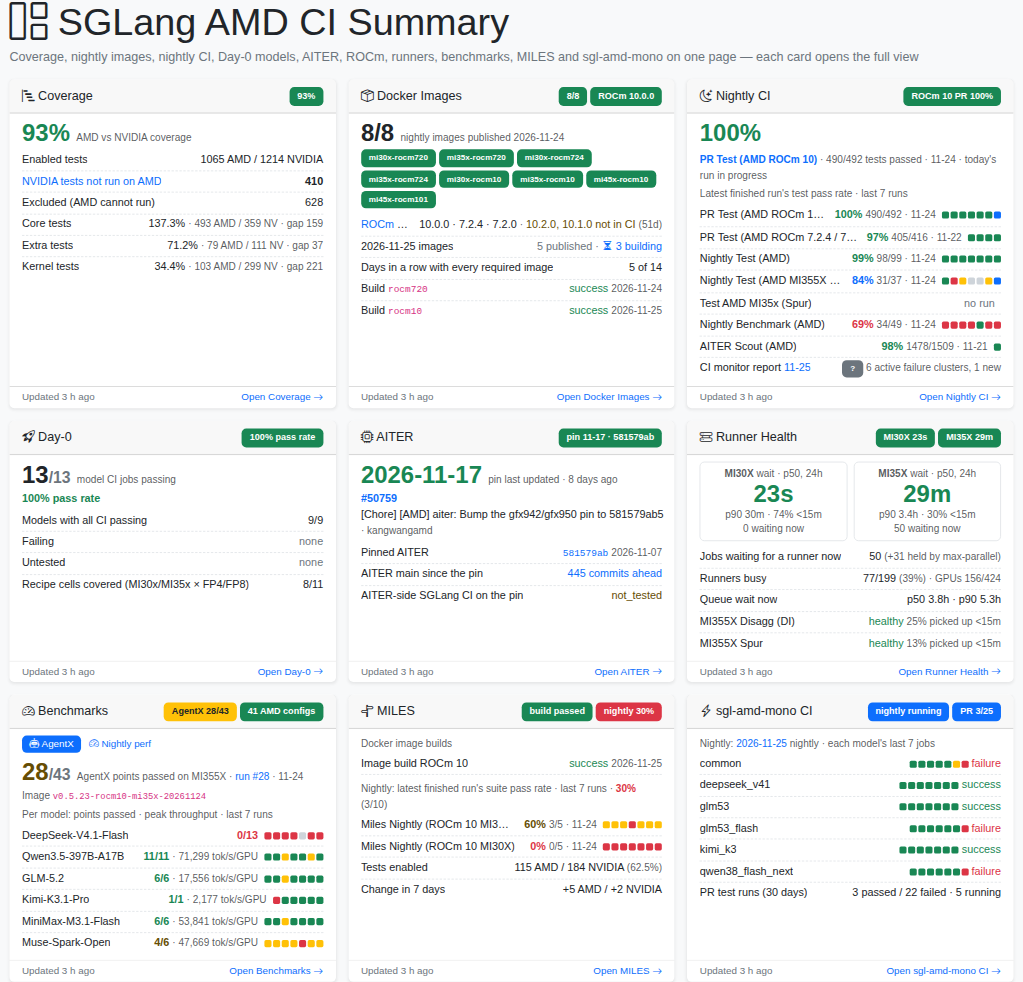 SGLang AMD CI Summary
Coverage, nightly images, nightly CI, Day-0 models, AITER, ROCm, runners, benchmarks, MILES and sgl-amd-mono on one page — each card opens the full view
Coverage 93%
93% AMD vs NVIDIA coverage
Enabled tests 1065 AMD / 1214 NVIDIA
NVIDIA tests not run on AMD 410
Excluded (AMD cannot run) 628
Core tests 137.3% · 493 AMD / 359 NV · gap 159
Extra tests 71.2% · 79 AMD / 111 NV · gap 37
Kernel tests 34.4% · 103 AMD / 299 NV · gap 221
Updated 3 h ago Open Coverage →
Docker Images 8/8 ROCm 10.0.0
8/8 nightly images published 2026-11-24
mi30x-rocm720 mi35x-rocm720 mi30x-rocm724
mi35x-rocm724 mi30x-rocm10 mi35x-rocm10 mi45x-rocm10
mi45x-rocm101
ROCm ... 10.0.0 · 7.2.4 · 7.2.0 · 10.2.0, 10.1.0 not in CI (51d)
2026-11-25 images 5 published · 3 building
Days in a row with every required image 5 of 14
Build rocm720 success 2026-11-24
Build rocm10 success 2026-11-25
Updated 3 h ago Open Docker Images →
Nightly CI ROCm 10 PR 100%
100%
PR Test (AMD ROCm 10) · 490/492 tests passed · 11-24 · today's
run in progress
Latest finished run's test pass rate · last 7 runs
PR Test (AMD ROCm 1... 100% 490/492 · 11-24
PR Test (AMD ROCm 7.2.4 / 7... 97% 405/416 · 11-22
Nightly Test (AMD) 99% 98/99 · 11-24
Nightly Test (AMD MI355X ... 84% 31/37 · 11-24
Test AMD MI35x (Spur) no run
Nightly Benchmark (AMD) 69% 34/49 · 11-24
AITER Scout (AMD) 98% 1478/1509 · 11-21
CI monitor report 11-25 ? 6 active failure clusters, 1 new
Updated 3 h ago Open Nightly CI →
Day-0 100% pass rate
13/13 model CI jobs passing
100% pass rate
Models with all CI passing 9/9
Failing none
Untested none
Recipe cells covered (MI30x/MI35x × FP4/FP8) 8/11
Updated 3 h ago Open Day-0 →
AITER pin 11-17 · 581579ab
2026-11-17 pin last updated · 8 days ago
#50759
[Chore] [AMD] aiter: Bump the gfx942/gfx950 pin to 581579ab5
· kangwangamd
Pinned AITER 581579ab 2026-11-07
AITER main since the pin 445 commits ahead
AITER-side SGLang CI on the pin not_tested
Updated 3 h ago Open AITER →
Runner Health MI30X 23s MI35X 29m
MI30X wait · p50, 24h
23s
p90 30m · 74% <15m
0 waiting now
MI35X wait · p50, 24h
29m
p90 3.4h · 30% <15m
50 waiting now
Jobs waiting for a runner now 50 (+31 held by max-parallel)
Runners busy 77/199 (39%) · GPUs 156/424
Queue wait now p50 3.8h · p90 5.3h
MI355X Disagg (DI) healthy 25% picked up <15m
MI355X Spur healthy 13% picked up <15m
Updated 3 h ago Open Runner Health →
Benchmarks AgentX 28/43 41 AMD configs
AgentX Nightly perf
28/43 AgentX points passed on MI355X · run #28 · 11-24
Image v0.5.23-rocm10-mi35x-20261124
Per model: points passed · peak throughput · last 7 runs
DeepSeek-V4.1-Flash 0/13
Qwen3.5-397B-A17B 11/11 · 71,299 tok/s/GPU
GLM-5.2 6/6 · 17,556 tok/s/GPU
Kimi-K3.1-Pro 1/1 · 2,177 tok/s/GPU
MiniMax-M3.1-Flash 6/6 · 53,841 tok/s/GPU
Muse-Spark-Open 4/6 · 47,669 tok/s/GPU
Updated 3 h ago Open Benchmarks →
MILES build passed nightly 30%
Docker image builds
Image build ROCm 10 success 2026-11-25
Nightly: latest finished run's suite pass rate · last 7 runs · 30%
(3/10)
Miles Nightly (ROCm 10 MI3... 60% 3/5 · 11-24
Miles Nightly (ROCm 10 MI30X) 0% 0/5 · 11-24
Tests enabled 115 AMD / 184 NVIDIA (62.5%)
Change in 7 days +5 AMD / +2 NVIDIA
Updated 3 h ago Open MILES →
sgl-amd-mono CI nightly running PR 3/25
Nightly: 2026-11-25 nightly · each model's last 7 jobs
common failure
deepseek_v41 success
glm53 success
glm53_flash failure
kimi_k3 success
qwen38_flash_next failure
PR test runs (30 days) 3 passed / 22 failed · 5 running
Updated 3 h ago Open sgl-amd-mono CI →